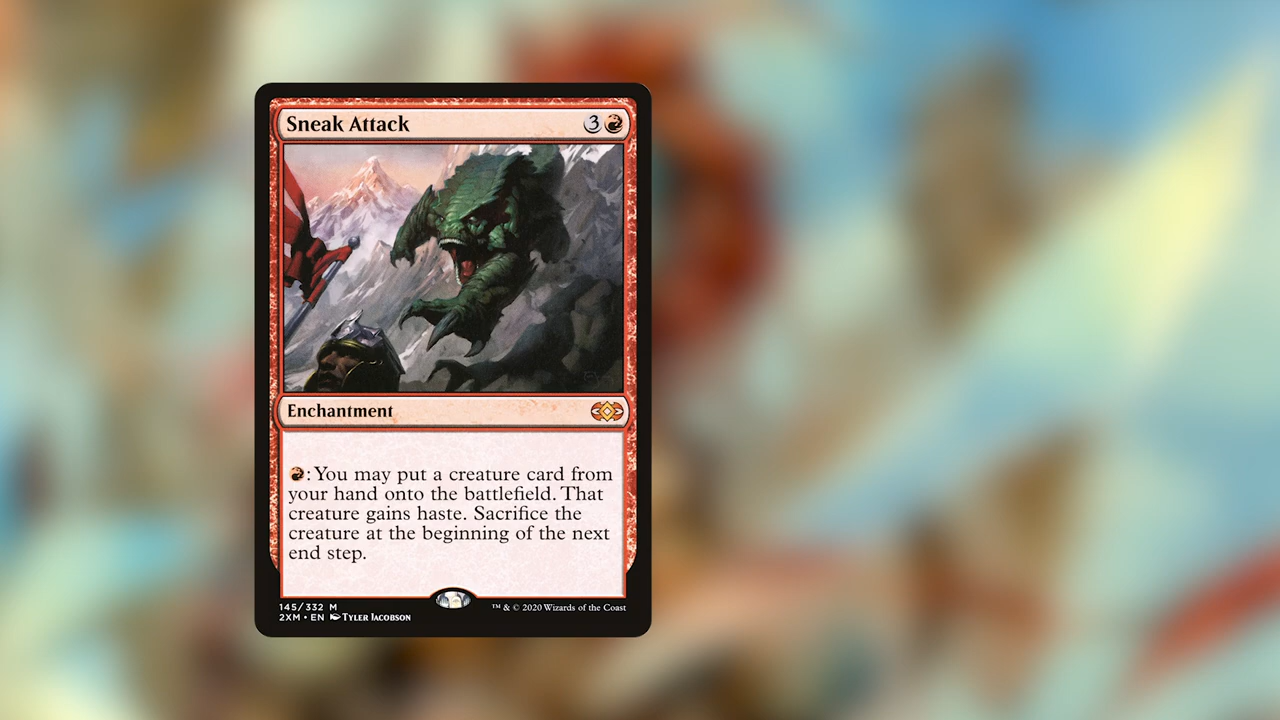 Sneak Attack 3
Enchantment
: You may put a creature card from
your hand onto the battlefield. That
creature gains haste. Sacrifice the
creature at the beginning of the next
end step.
145/332 M
2XM • EN Tyler Jacobson
™ & © 2020 Wizards of the Coast